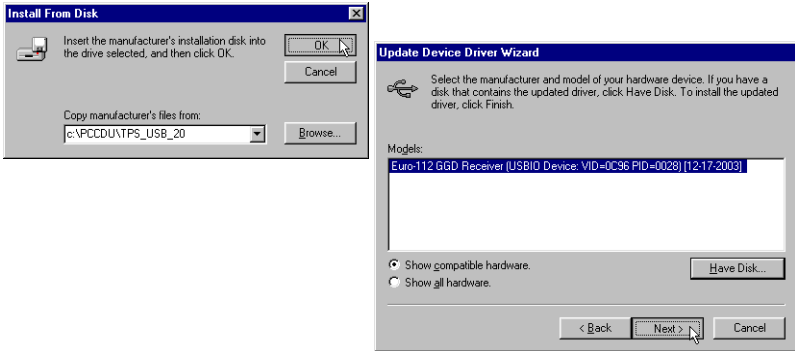 Install From Disk
Insert the manufacturer's installation disk into
the drive selected, and then click OK.
OK
Cancel
Copy manufacturer's files from:
c:\PCCDU\TPS_USB_20
Browse...
Update Device Driver Wizard
Select the manufacturer and model of your hardware device. If you have a
disk that contains the updated driver, click Have Disk. To install the updated
driver, click Finish.
Models:
Euro-112 GGD Receiver (USBIO Device: VID=0C96 PID=0028) [12-17-2003]
Show compatible hardware.
Show all hardware.
Have Disk...
< Back
Next >
Cancel